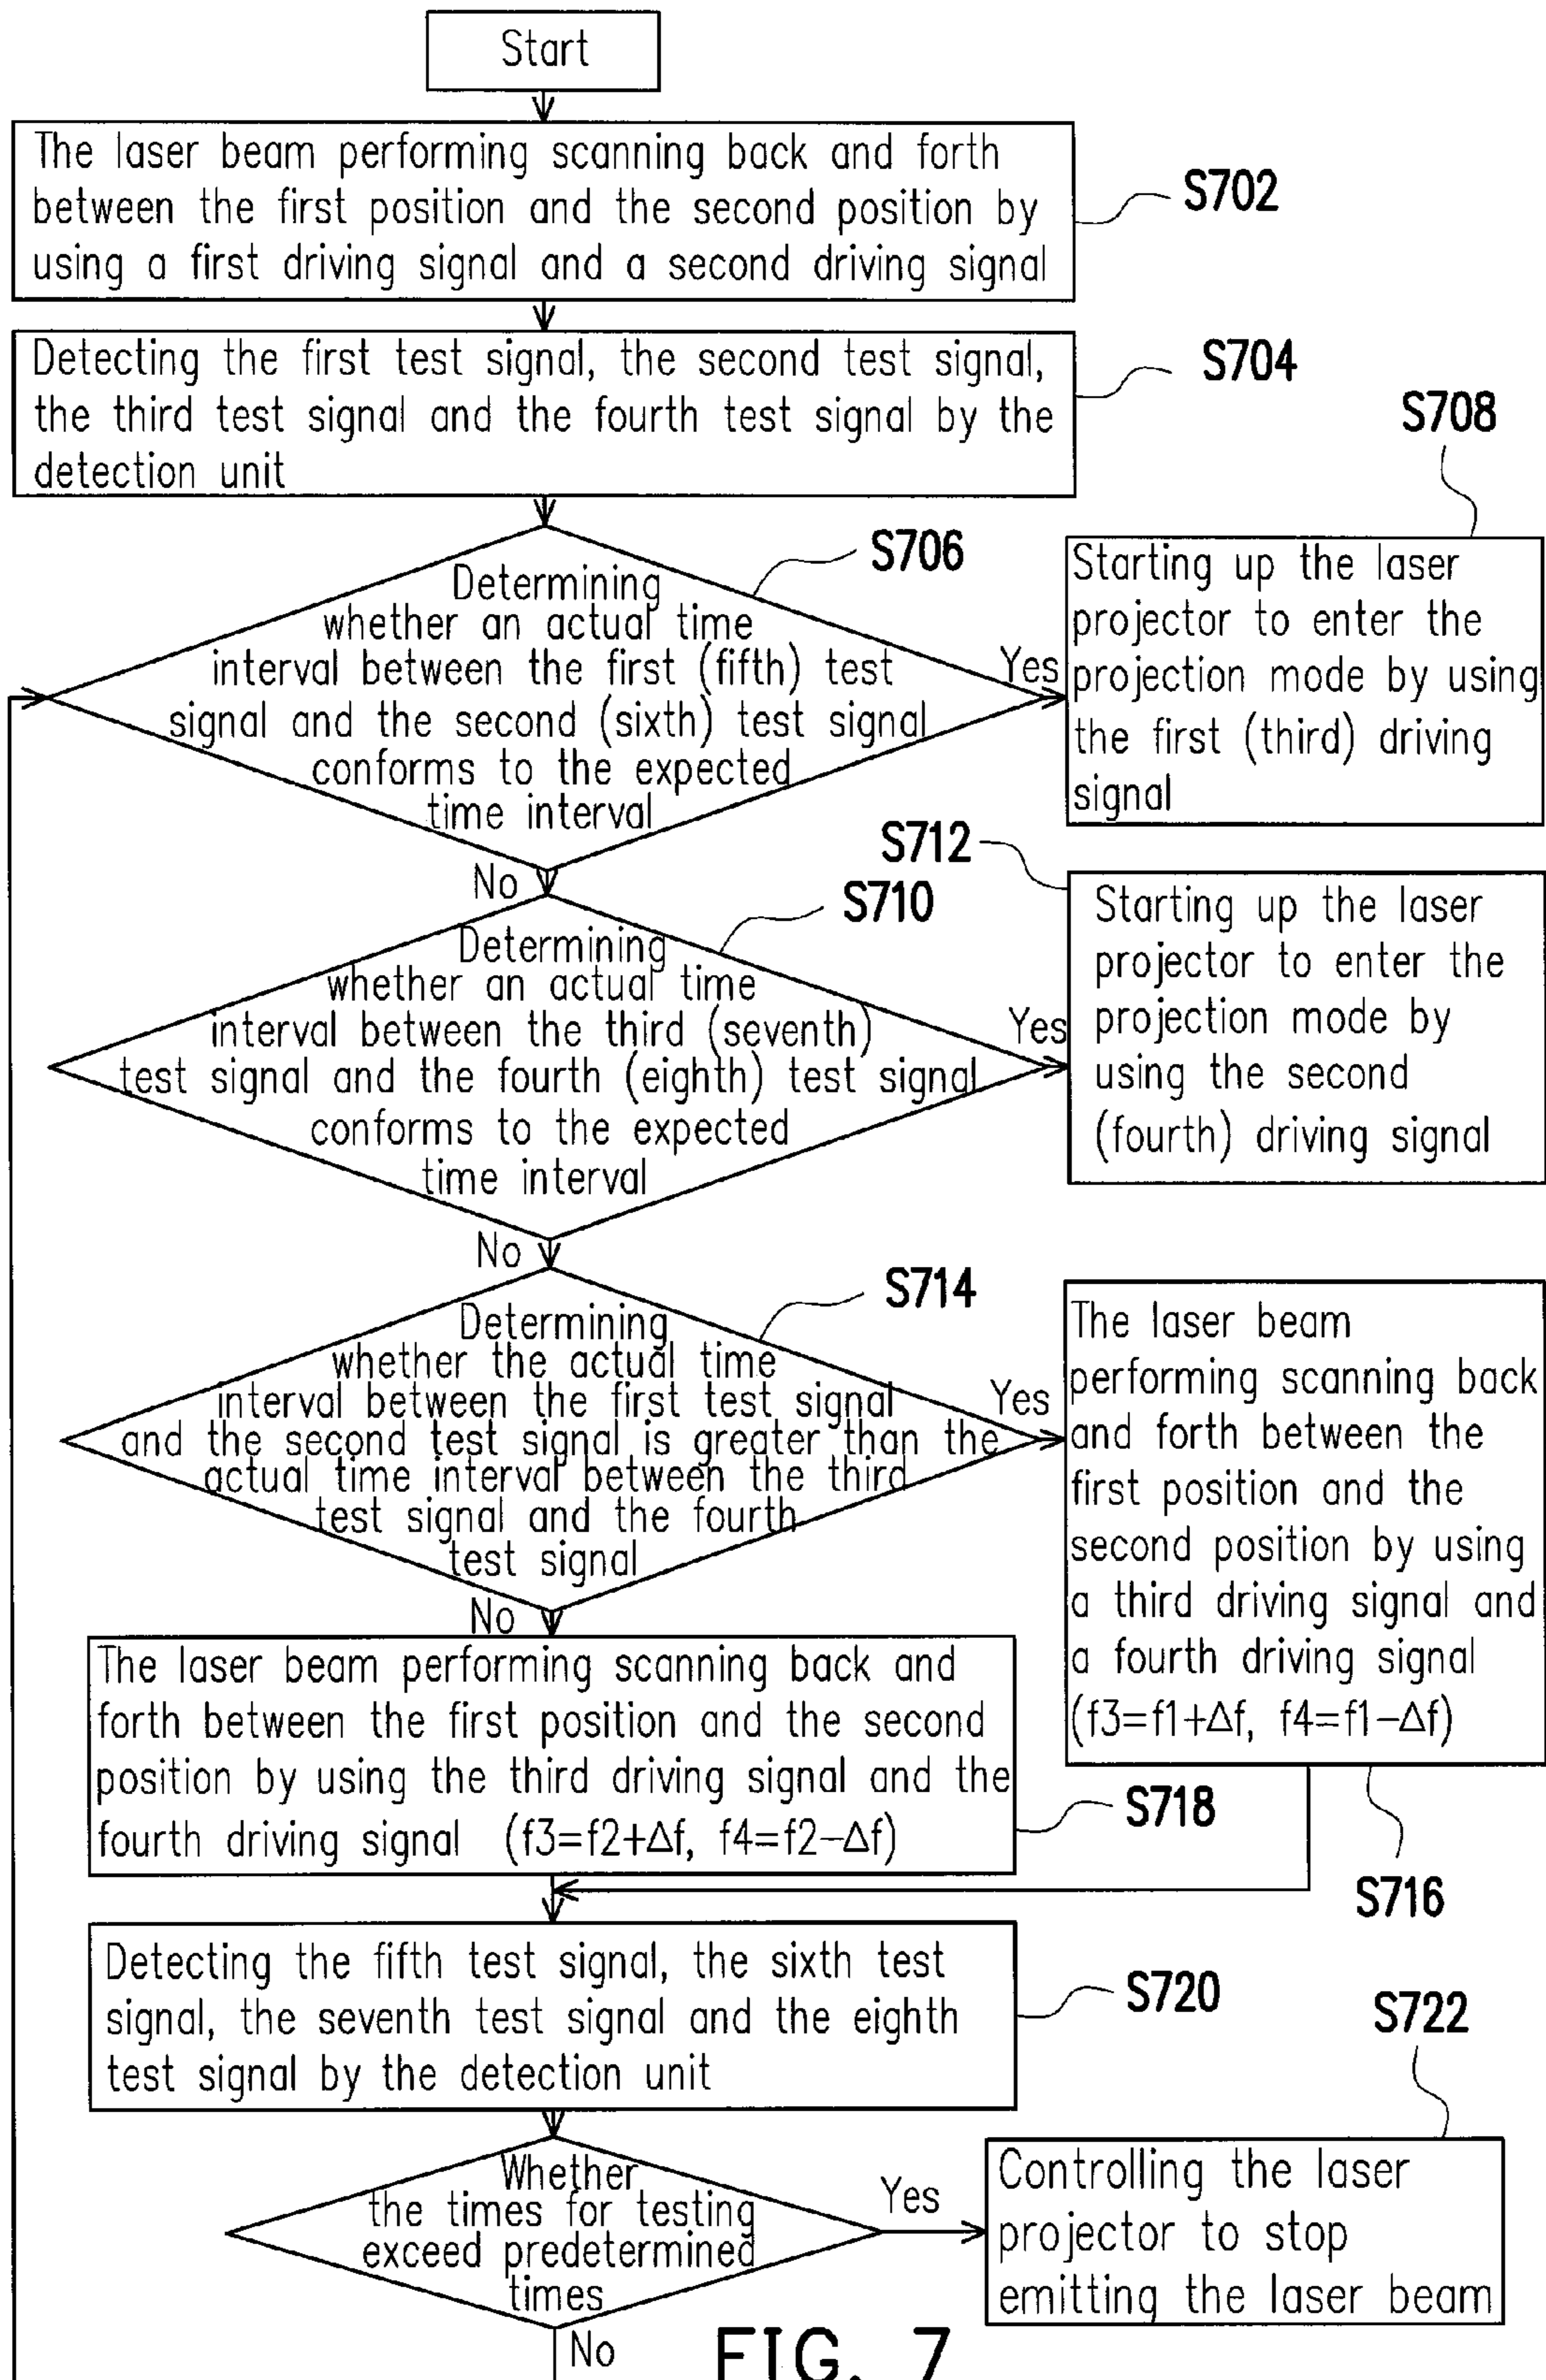 Start
The laser beam performing scanning back and forth
between the first position and the second position by
using a first driving signal and a second driving signal
S702
Detecting the first test signal, the second test signal,
the third test signal and the fourth test signal by the
detection unit
S704
Determining
whether an actual time
interval between the first (fifth) test
signal and the second (sixth) test signal
conforms to the expected
time interval
S706
Yes
S708
Starting up the laser
projector to enter the
projection mode by using
the first (third) driving
signal
No
S710
Determining
whether an actual time
interval between the third (seventh)
test signal and the fourth (eighth) test signal
conforms to the expected
time interval
Yes
S712
Starting up the laser
projector to enter the
projection mode by
using the second
(fourth) driving signal
No
S714
Determining
whether the actual time
interval between the first test signal
and the second test signal is greater than the
actual time interval between the third
test signal and the fourth
test signal
Yes
The laser beam
performing scanning back
and forth between the
first position and the
second position by using
a third driving signal and
a fourth driving signal
(f3=f1+Δf, f4=f1−Δf)
S716
No
The laser beam performing scanning back and
forth between the first position and the second
position by using the third driving signal and the
fourth driving signal (f3=f2+Δf, f4=f2−Δf)
S718
Detecting the fifth test signal, the sixth test
signal, the seventh test signal and the eighth
test signal by the detection unit
S720
Whether
the times for testing
exceed predetermined
times
Yes
S722
Controlling the laser
projector to stop
emitting the laser beam
No
FIG. 7